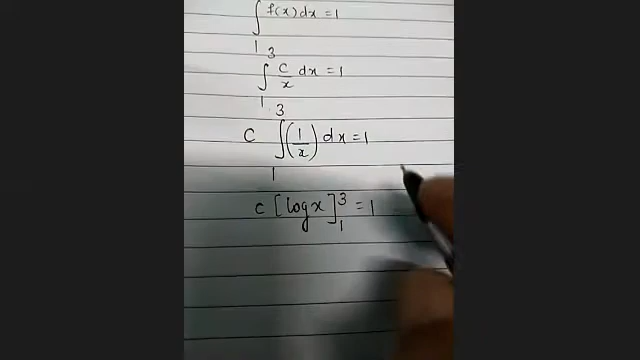 ∫ f(x) dx = 1
1
3
∫ c/x dx = 1
1
3
C ∫ (1/x) dx = 1
1
c [log x]₁³ = 1